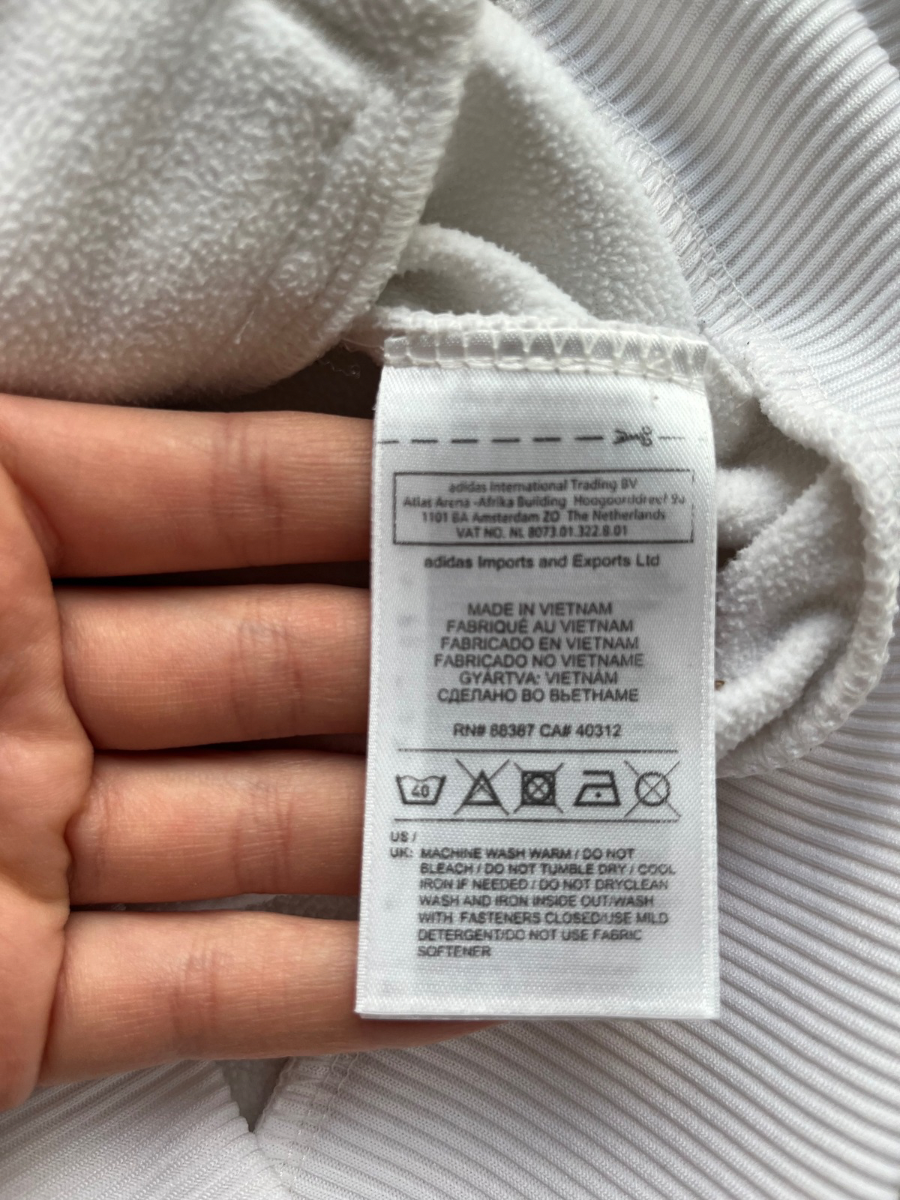 adidas International Trading BV
Atlas Arena -Afrika Building Hoogoorddreef 9a
1101 BA Amsterdam ZO The Netherlands
VAT NO. NL 8073.01.322.B.01
adidas Imports and Exports Ltd
MADE IN VIETNAM
FABRIQUÉ AU VIETNAM
FABRICADO EN VIETNAM
FABRICADO NO VIETNAME
GYÁRTVA: VIETNÁM
СДЕЛАНО ВО ВЬЕТНАМЕ
RN# 88387 CA# 40312
40
US /
UK: MACHINE WASH WARM / DO NOT
BLEACH / DO NOT TUMBLE DRY / COOL
IRON IF NEEDED / DO NOT DRYCLEAN
WASH AND IRON INSIDE OUT/WASH
WITH FASTENERS CLOSED/USE MILD
DETERGENT/DO NOT USE FABRIC
SOFTENER